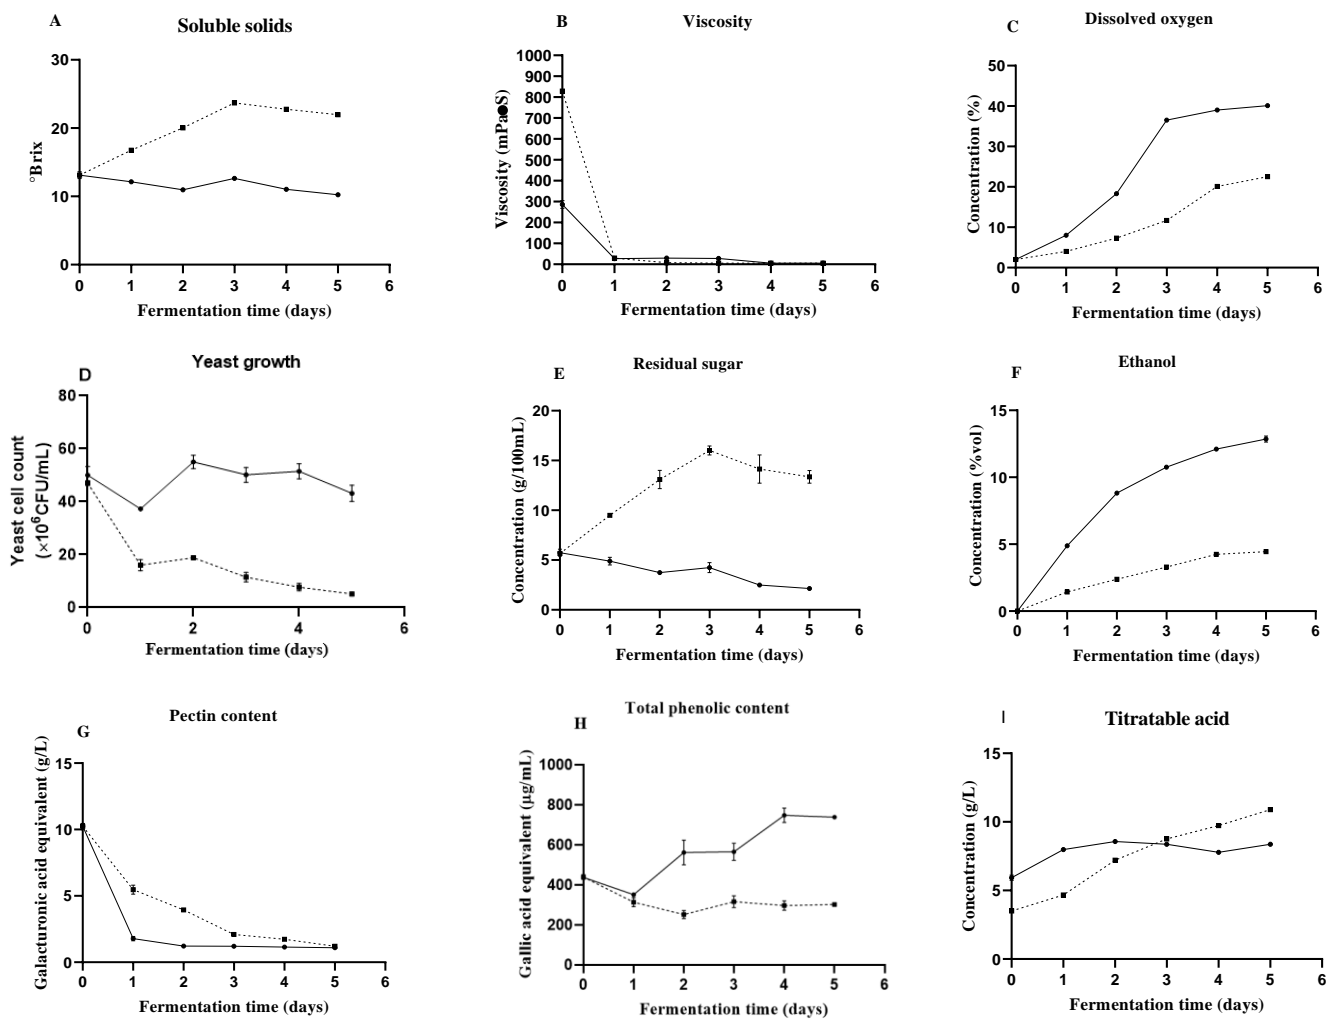 A
Soluble solids
30
20
10
0
°Brix
0 1 2 3 4 5 6
Fermentation time (days)
B
Viscosity
1000
900
800
700
600
500
400
300
200
100
0
Viscosity (mPa●S)
0 1 2 3 4 5 6
Fermentation time (days)
C
Dissolved oxygen
50
40
30
20
10
0
Concentration (%)
0 1 2 3 4 5 6
Fermentation time (days)
D
Yeast growth
80
60
40
20
0
Yeast cell count
(×10⁶CFU/mL)
0 2 4 6
Fermentation time (days)
E
Residual sugar
20
15
10
5
0
Concentration (g/100mL)
0 1 2 3 4 5 6
Fermentation time (days)
F
Ethanol
15
10
5
0
Concentration (%vol)
0 1 2 3 4 5 6
Fermentation time (days)
G
Pectin content
15
10
5
0
Galacturonic acid equivalent (g/L)
0 1 2 3 4 5 6
Fermentation time (days)
H
Total phenolic content
1000
800
600
400
200
0
Gallic acid equivalent (µg/mL)
0 1 2 3 4 5 6
Fermentation time (days)
I
Titratable acid
15
10
5
0
Concentration (g/L)
0 1 2 3 4 5 6
Fermentation time (days)